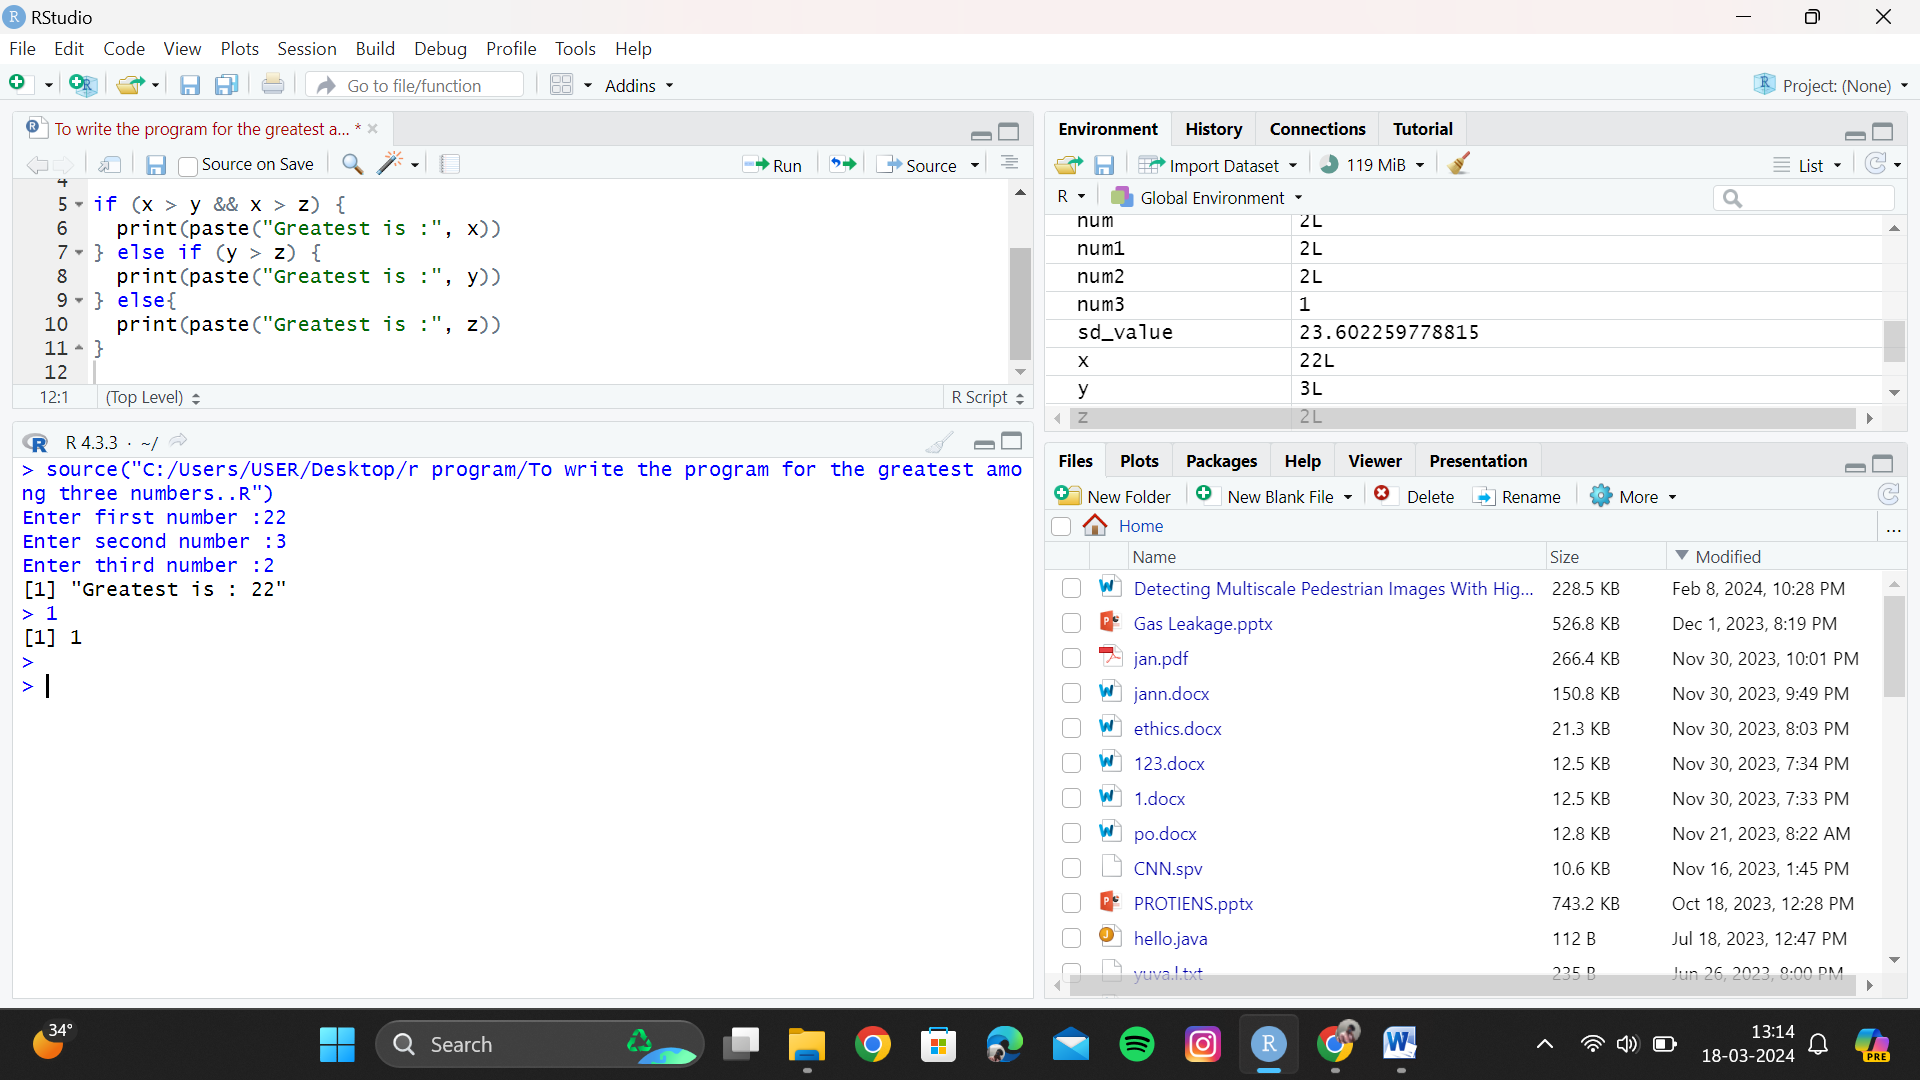 RStudio
File Edit Code View Plots Session Build Debug Profile Tools Help
Go to file/function Addins Project: (None)
To write the program for the greatest a... *
Source on Save Run Source
4
5 if (x > y && x > z) {
6 print(paste("Greatest is :", x))
7 } else if (y > z) {
8 print(paste("Greatest is :", y))
9 } else{
10 print(paste("Greatest is :", z))
11 }
12
12:1 (Top Level) R Script
R 4.3.3 · ~/
> source("C:/Users/USER/Desktop/r program/To write the program for the greatest amo
ng three numbers..R")
Enter first number :22
Enter second number :3
Enter third number :2
[1] "Greatest is : 22"
> 1
[1] 1
>
>
Environment History Connections Tutorial
Import Dataset 119 MiB List
R Global Environment
num 2L
num1 2L
num2 2L
num3 1
sd_value 23.602259778815
x 22L
y 3L
z 2L
Files Plots Packages Help Viewer Presentation
New Folder New Blank File Delete Rename More
Home ...
Name Size Modified
Detecting Multiscale Pedestrian Images With Hig... 228.5 KB Feb 8, 2024, 10:28 PM
Gas Leakage.pptx 526.8 KB Dec 1, 2023, 8:19 PM
jan.pdf 266.4 KB Nov 30, 2023, 10:01 PM
jann.docx 150.8 KB Nov 30, 2023, 9:49 PM
ethics.docx 21.3 KB Nov 30, 2023, 8:03 PM
123.docx 12.5 KB Nov 30, 2023, 7:34 PM
1.docx 12.5 KB Nov 30, 2023, 7:33 PM
po.docx 12.8 KB Nov 21, 2023, 8:22 AM
CNN.spv 10.6 KB Nov 16, 2023, 1:45 PM
PROTIENS.pptx 743.2 KB Oct 18, 2023, 12:28 PM
hello.java 112 B Jul 18, 2023, 12:47 PM
yuva.l.txt 235 B Jun 26, 2023, 8:00 PM
34°
Search
13:14
18-03-2024
PRE